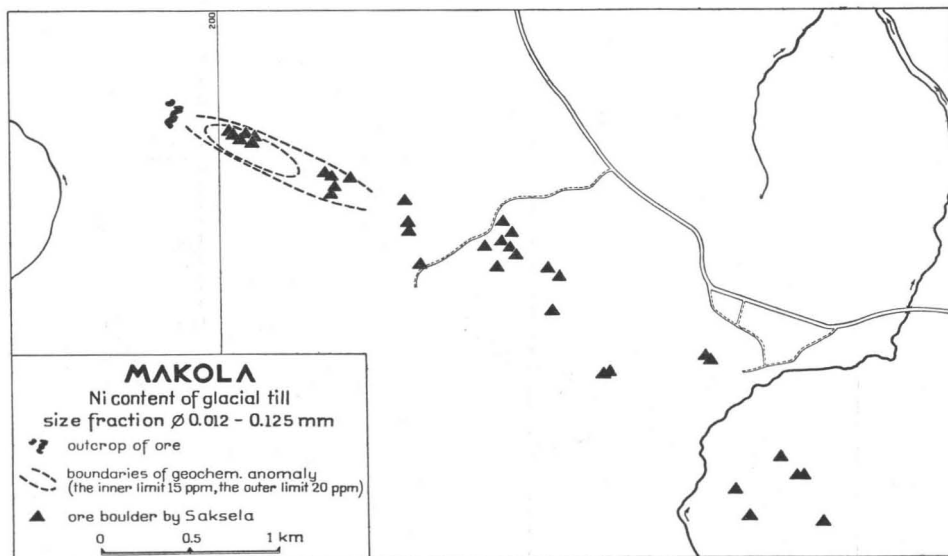 200
MAKOLA
Ni content of glacial till
size fraction Ø 0.012 - 0.125 mm
outcrop of ore
boundaries of geochem. anomaly
(the inner limit 15 ppm, the outer limit 20 ppm)
ore boulder by Saksela
0 0.5 1 km